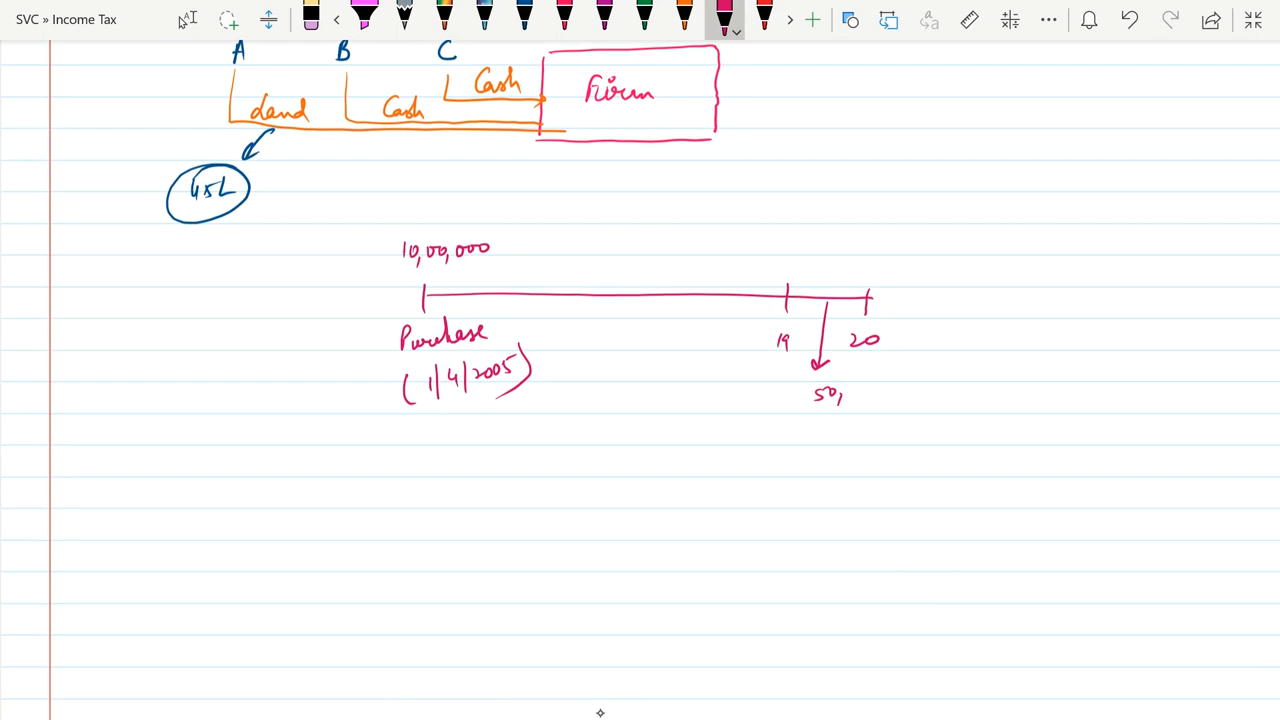 SVC » Income Tax
A B C
Land Cash Cash Firm
45L
10,00,000
Purchase 19 20
(1/4/2005)
50,